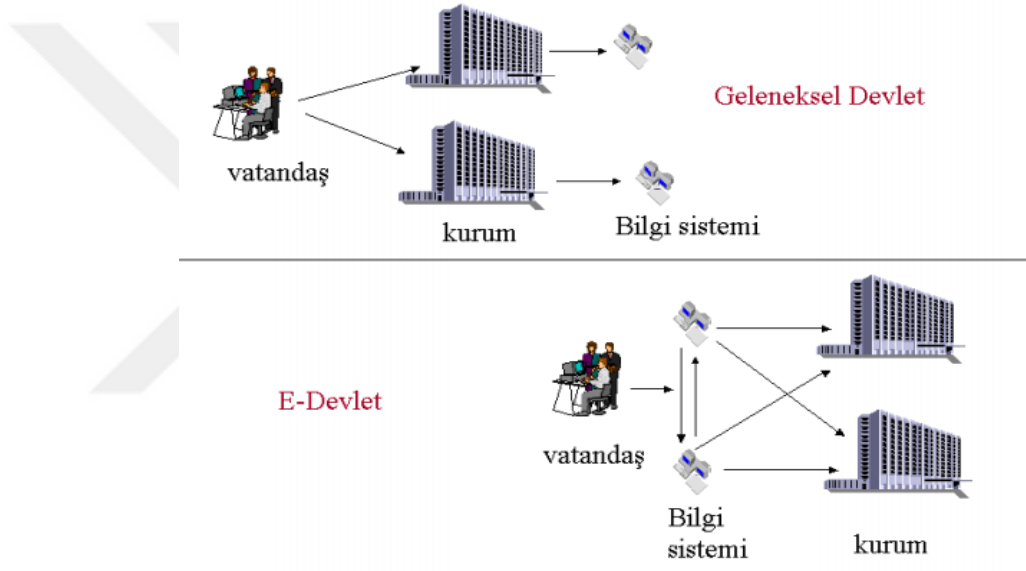 Geleneksel Devlet
vatandaş
kurum
Bilgi sistemi
E-Devlet
vatandaş
Bilgi
sistemi
kurum